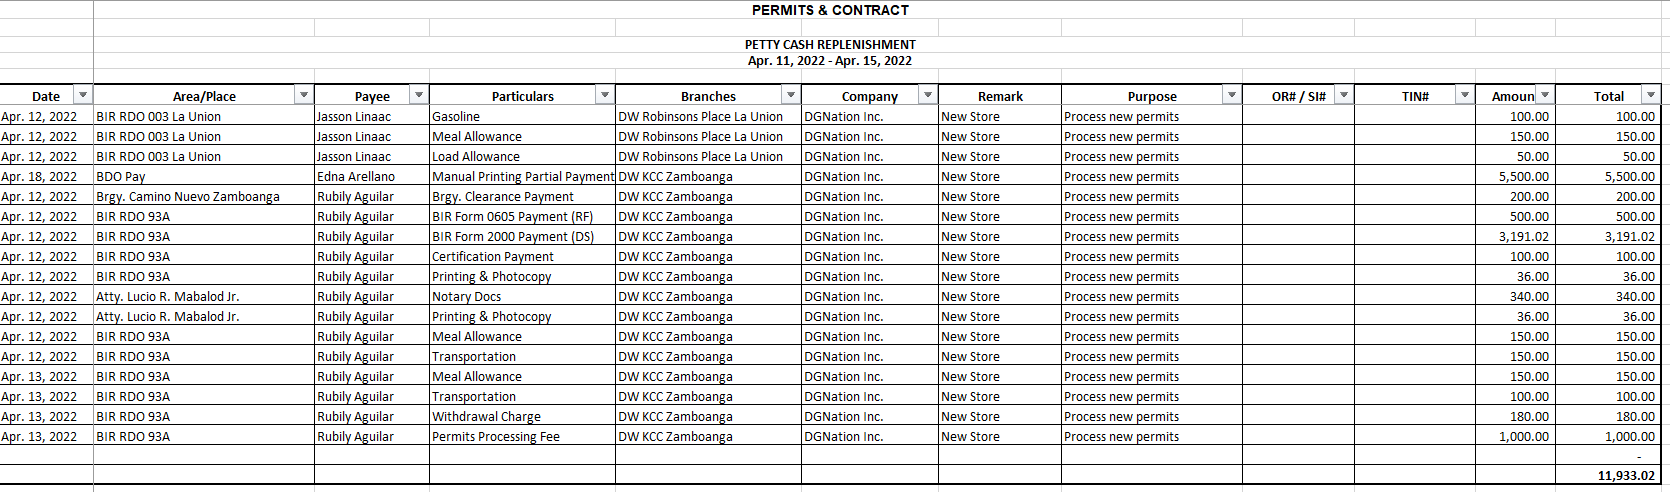 PERMITS & CONTRACT
PETTY CASH REPLENISHMENT
Apr. 11, 2022 - Apr. 15, 2022
Date Area/Place Payee Particulars Branches Company Remark Purpose OR# / SI# TIN# Amoun Total
Apr. 12, 2022 BIR RDO 003 La Union Jasson Linaac Gasoline DW Robinsons Place La Union DGNation Inc. New Store Process new permits 100.00 100.00
Apr. 12, 2022 BIR RDO 003 La Union Jasson Linaac Meal Allowance DW Robinsons Place La Union DGNation Inc. New Store Process new permits 150.00 150.00
Apr. 12, 2022 BIR RDO 003 La Union Jasson Linaac Load Allowance DW Robinsons Place La Union DGNation Inc. New Store Process new permits 50.00 50.00
Apr. 18, 2022 BDO Pay Edna Arellano Manual Printing Partial Payment DW KCC Zamboanga DGNation Inc. New Store Process new permits 5,500.00 5,500.00
Apr. 12, 2022 Brgy. Camino Nuevo Zamboanga Rubily Aguilar Brgy. Clearance Payment DW KCC Zamboanga DGNation Inc. New Store Process new permits 200.00 200.00
Apr. 12, 2022 BIR RDO 93A Rubily Aguilar BIR Form 0605 Payment (RF) DW KCC Zamboanga DGNation Inc. New Store Process new permits 500.00 500.00
Apr. 12, 2022 BIR RDO 93A Rubily Aguilar BIR Form 2000 Payment (DS) DW KCC Zamboanga DGNation Inc. New Store Process new permits 3,191.02 3,191.02
Apr. 12, 2022 BIR RDO 93A Rubily Aguilar Certification Payment DW KCC Zamboanga DGNation Inc. New Store Process new permits 100.00 100.00
Apr. 12, 2022 BIR RDO 93A Rubily Aguilar Printing & Photocopy DW KCC Zamboanga DGNation Inc. New Store Process new permits 36.00 36.00
Apr. 12, 2022 Atty. Lucio R. Mabalod Jr. Rubily Aguilar Notary Docs DW KCC Zamboanga DGNation Inc. New Store Process new permits 340.00 340.00
Apr. 12, 2022 Atty. Lucio R. Mabalod Jr. Rubily Aguilar Printing & Photocopy DW KCC Zamboanga DGNation Inc. New Store Process new permits 36.00 36.00
Apr. 12, 2022 BIR RDO 93A Rubily Aguilar Meal Allowance DW KCC Zamboanga DGNation Inc. New Store Process new permits 150.00 150.00
Apr. 12, 2022 BIR RDO 93A Rubily Aguilar Transportation DW KCC Zamboanga DGNation Inc. New Store Process new permits 150.00 150.00
Apr. 13, 2022 BIR RDO 93A Rubily Aguilar Meal Allowance DW KCC Zamboanga DGNation Inc. New Store Process new permits 150.00 150.00
Apr. 13, 2022 BIR RDO 93A Rubily Aguilar Transportation DW KCC Zamboanga DGNation Inc. New Store Process new permits 100.00 100.00
Apr. 13, 2022 BIR RDO 93A Rubily Aguilar Withdrawal Charge DW KCC Zamboanga DGNation Inc. New Store Process new permits 180.00 180.00
Apr. 13, 2022 BIR RDO 93A Rubily Aguilar Permits Processing Fee DW KCC Zamboanga DGNation Inc. New Store Process new permits 1,000.00 1,000.00
-
11,933.02